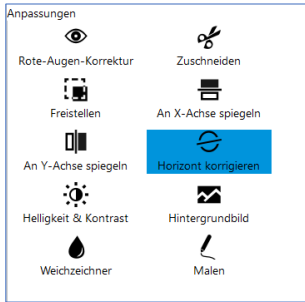 Anpassungen
Rote-Augen-Korrektur
Zuschneiden
Freistellen
An X-Achse spiegeln
An Y-Achse spiegeln
Horizont korrigieren
Helligkeit & Kontrast
Hintergrundbild
Weichzeichner
Malen